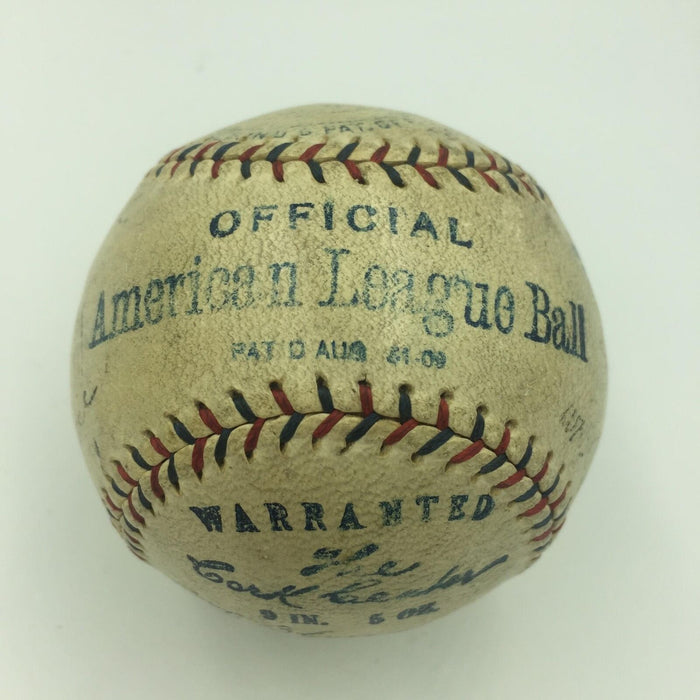 OFFICIAL
American League Ball
PAT'D AUG 31-09
WARRANTED
The
Cork Center
9 IN. 5 OZ.